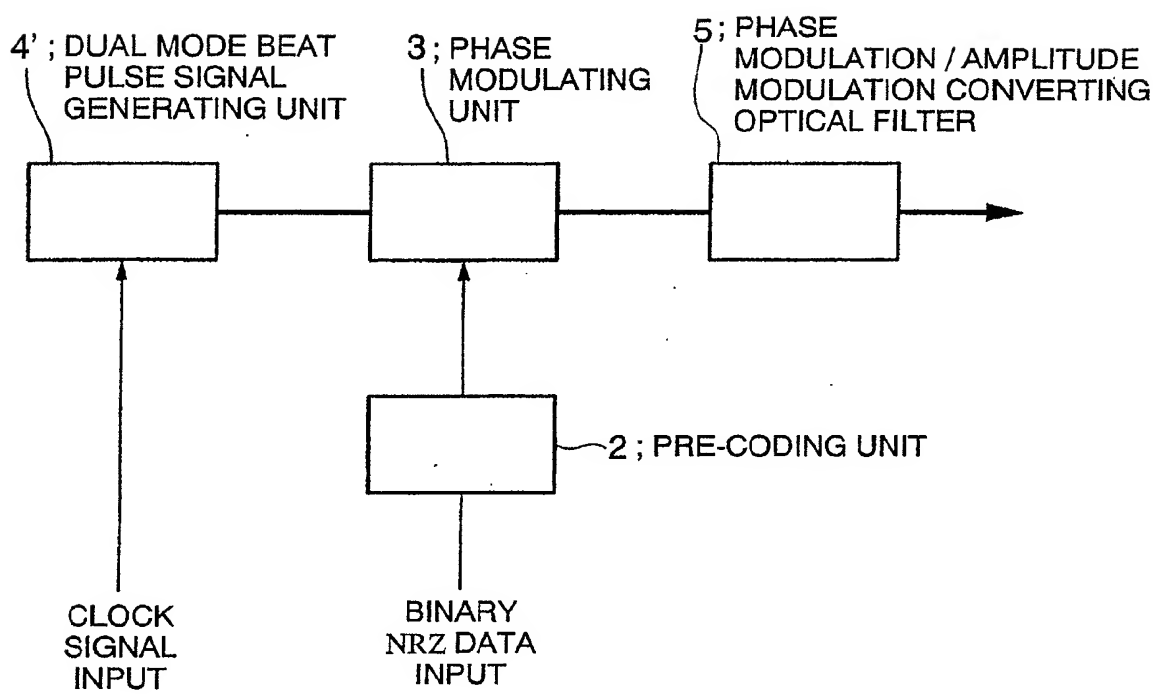 4' ; DUAL MODE BEAT
PULSE SIGNAL
GENERATING UNIT
3 ; PHASE
MODULATING
UNIT
5 ; PHASE
MODULATION / AMPLITUDE
MODULATION CONVERTING
OPTICAL FILTER
2 ; PRE-CODING UNIT
CLOCK
SIGNAL
INPUT
BINARY
NRZ DATA
INPUT